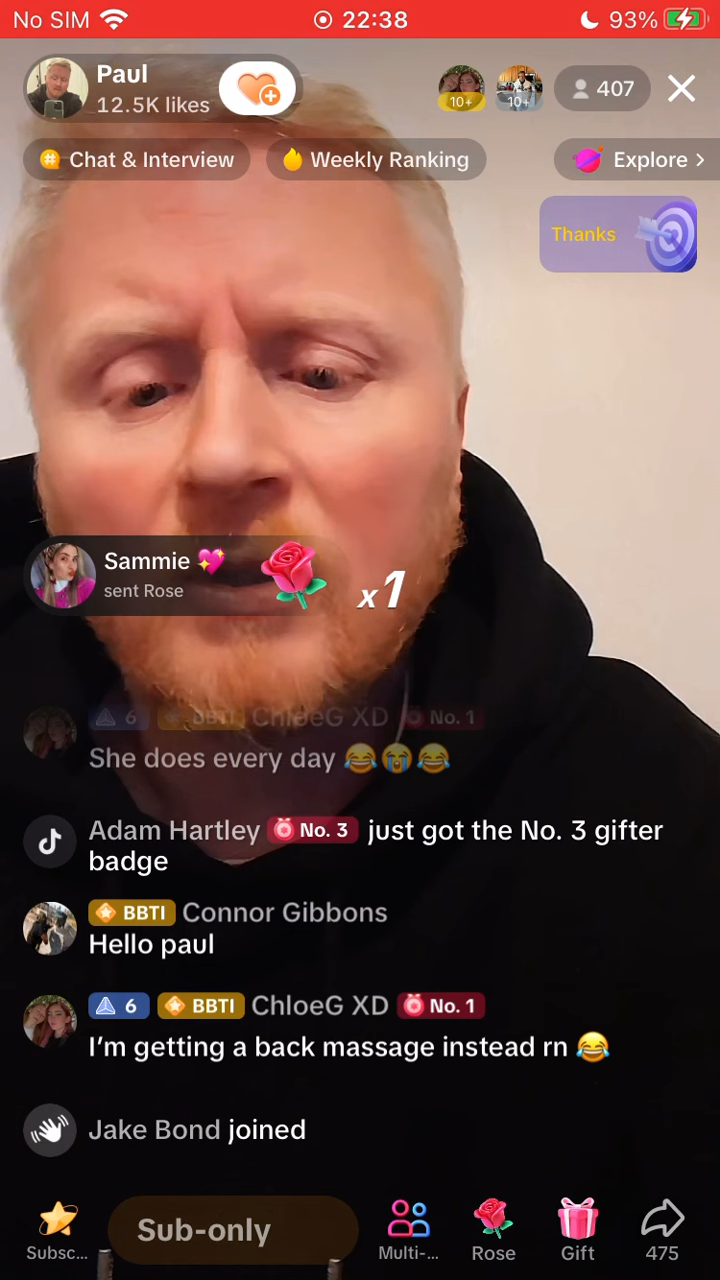 No SIM 22:38 93%
Paul
12.5K likes
10+ 10+ 407
Chat & Interview Weekly Ranking Explore >
Thanks
Sammie 💖
sent Rose
x1
6 BBTI ChloeG XD No. 1
She does every day 😂😭😂
Adam Hartley No. 3 just got the No. 3 gifter
badge
BBTI Connor Gibbons
Hello paul
6 BBTI ChloeG XD No. 1
I’m getting a back massage instead rn 😂
Jake Bond joined
Sub-only
Subsc... Multi-... Rose Gift 475